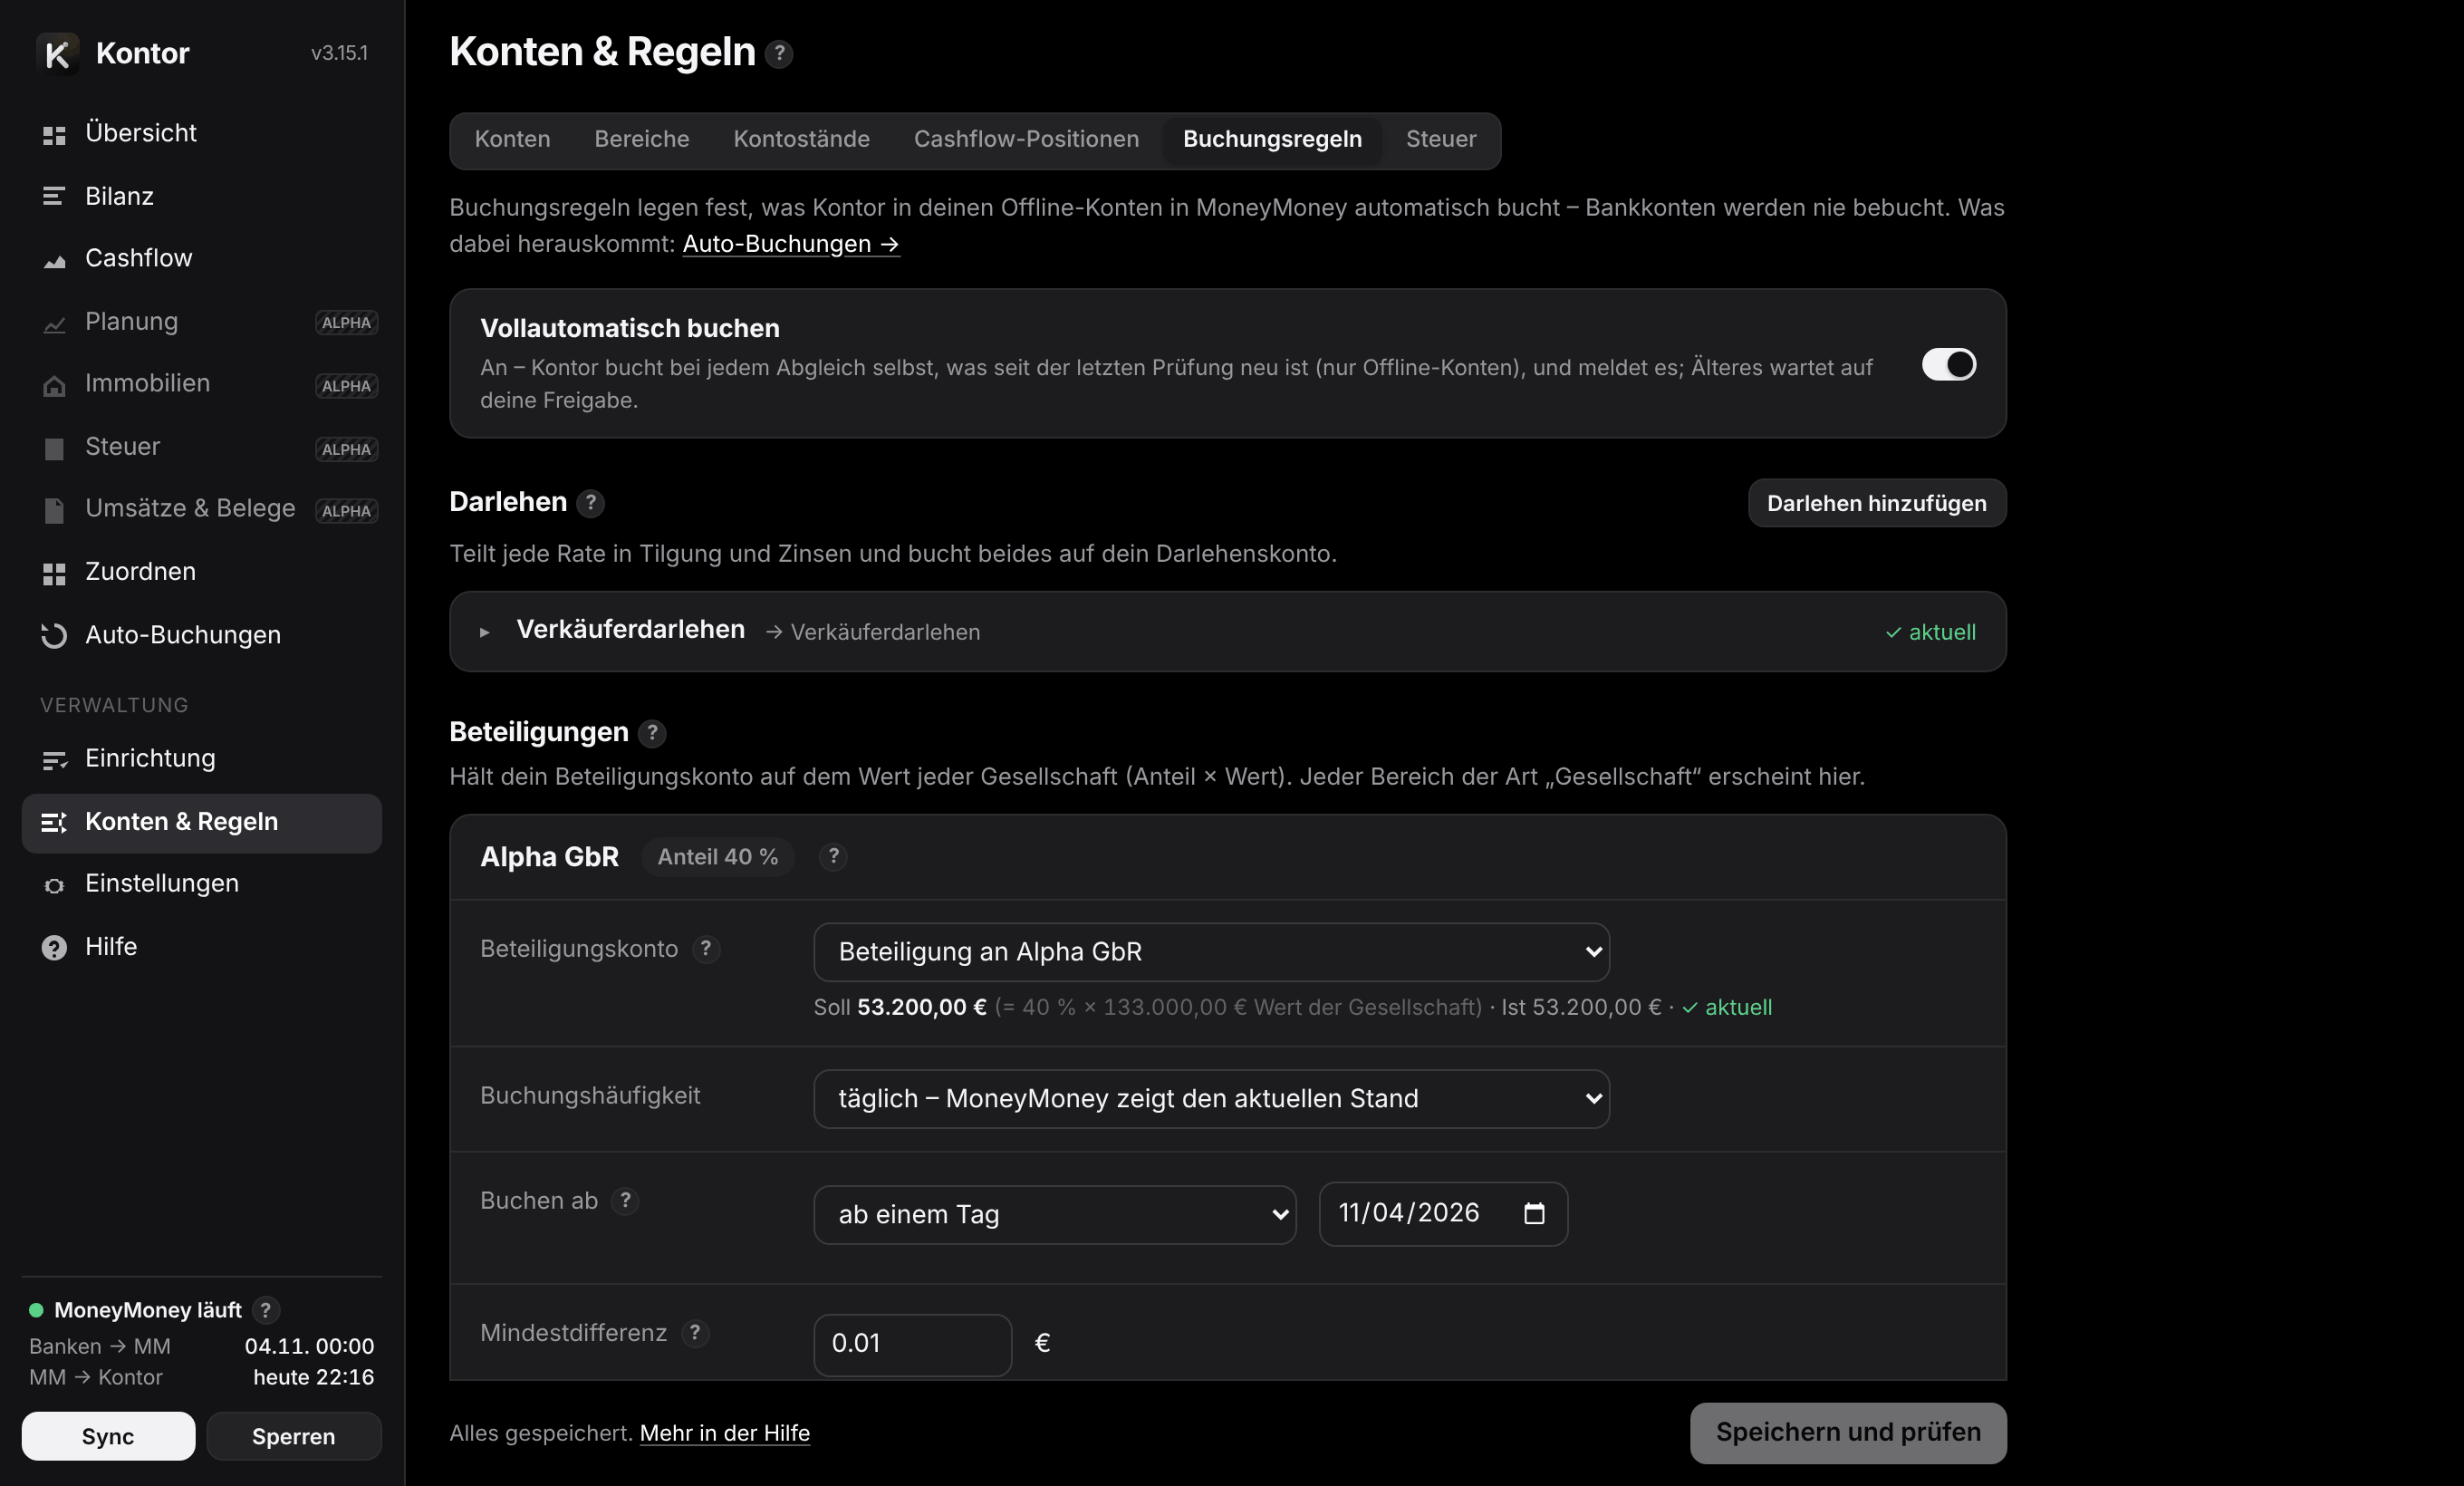 Kontor
v3.15.1
Übersicht
Bilanz
Cashflow
Planung ALPHA
Immobilien ALPHA
Steuer ALPHA
Umsätze & Belege ALPHA
Zuordnen
Auto-Buchungen
VERWALTUNG
Einrichtung
Konten & Regeln
Einstellungen
Hilfe
MoneyMoney läuft ?
Banken → MM 04.11. 00:00
MM → Kontor heute 22:16
Sync Sperren
Konten & Regeln ?
Konten Bereiche Kontostände Cashflow-Positionen Buchungsregeln Steuer
Buchungsregeln legen fest, was Kontor in deinen Offline-Konten in MoneyMoney automatisch bucht – Bankkonten werden nie bebucht. Was
dabei herauskommt: Auto-Buchungen →
Vollautomatisch buchen
An – Kontor bucht bei jedem Abgleich selbst, was seit der letzten Prüfung neu ist (nur Offline-Konten), und meldet es; Älteres wartet auf
deine Freigabe.
Darlehen ?
Darlehen hinzufügen
Teilt jede Rate in Tilgung und Zinsen und bucht beides auf dein Darlehenskonto.
▸ Verkäuferdarlehen → Verkäuferdarlehen ✓ aktuell
Beteiligungen ?
Hält dein Beteiligungskonto auf dem Wert jeder Gesellschaft (Anteil × Wert). Jeder Bereich der Art „Gesellschaft“ erscheint hier.
Alpha GbR Anteil 40 % ?
Beteiligungskonto ? Beteiligung an Alpha GbR
Soll 53.200,00 € (= 40 % × 133.000,00 € Wert der Gesellschaft) · Ist 53.200,00 € · ✓ aktuell
Buchungshäufigkeit täglich – MoneyMoney zeigt den aktuellen Stand
Buchen ab ? ab einem Tag 11/04/2026
Mindestdifferenz ? 0.01 €
Alles gespeichert. Mehr in der Hilfe
Speichern und prüfen